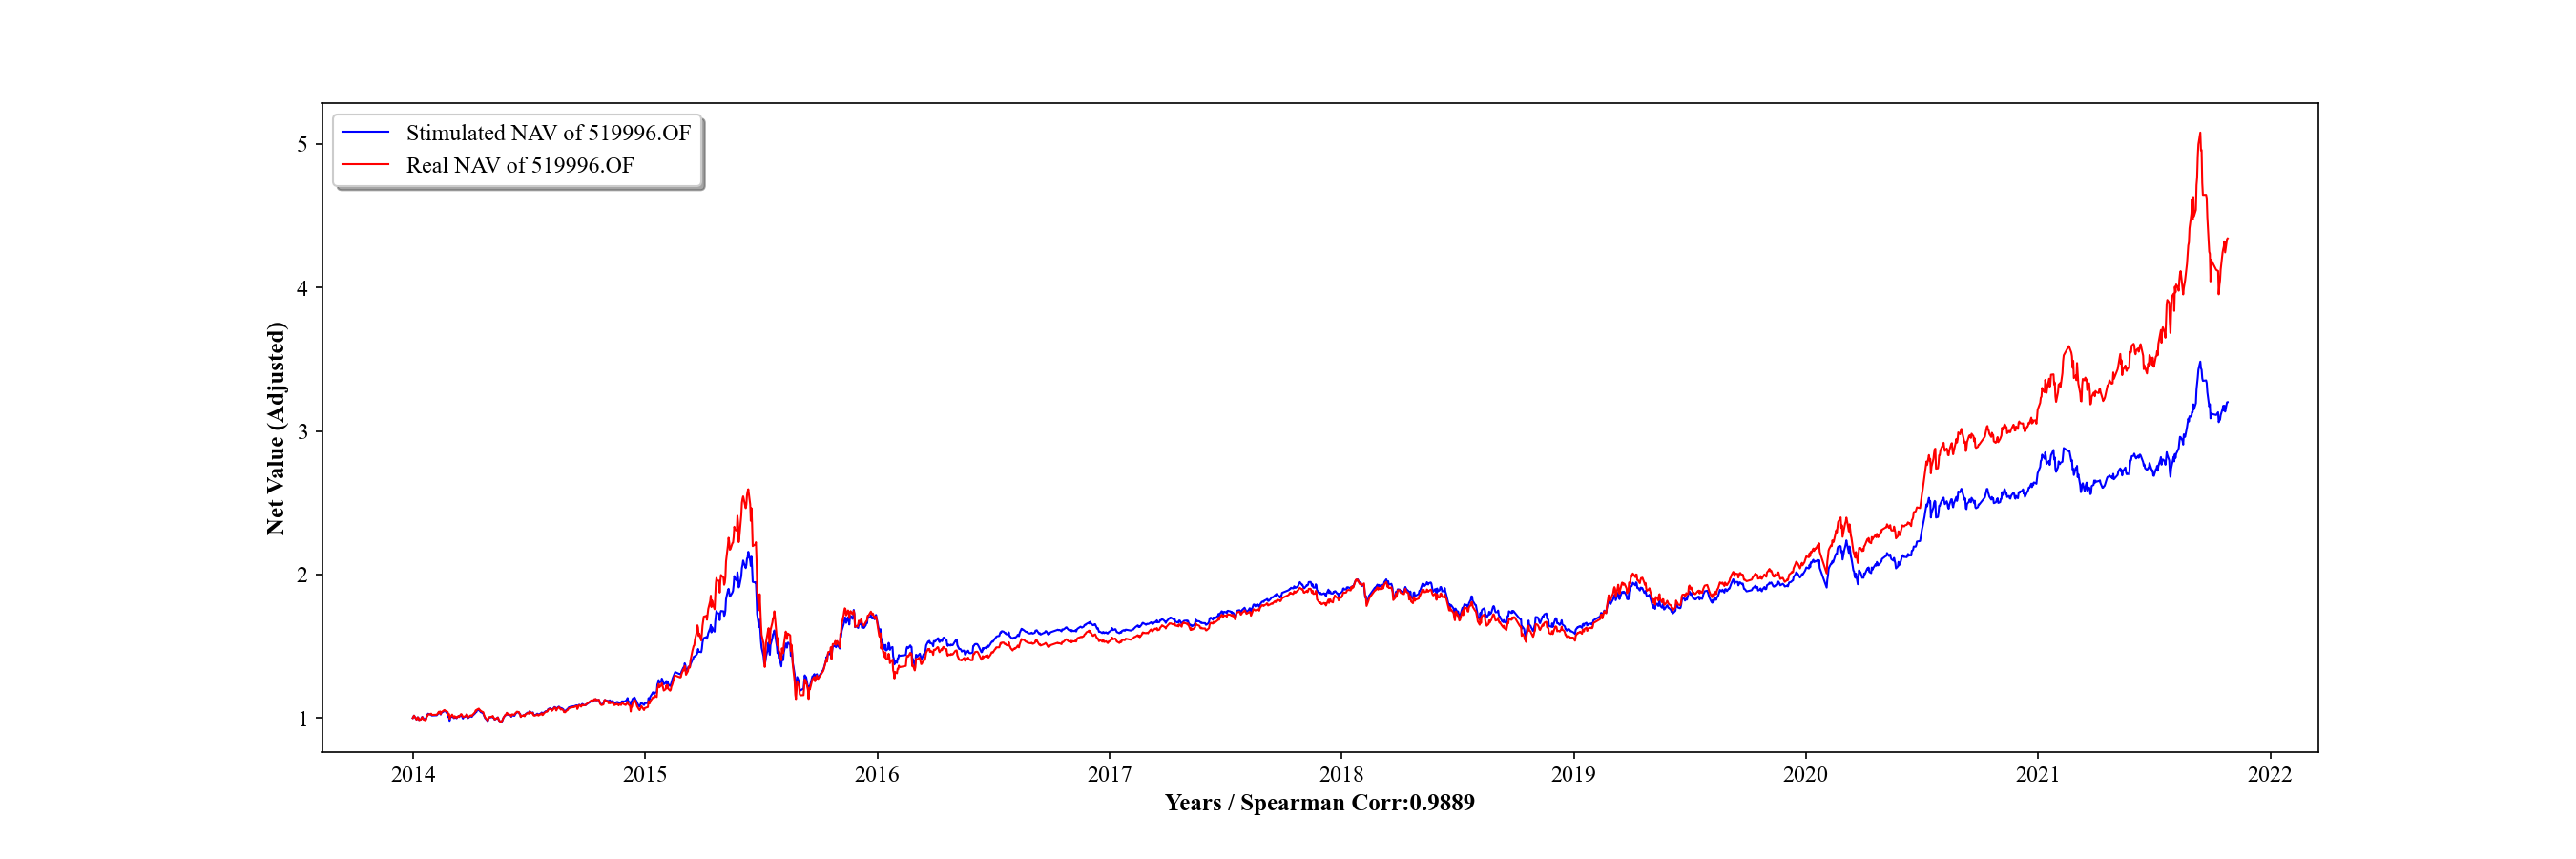 Stimulated NAV of 519996.OF
Real NAV of 519996.OF
Net Value (Adjusted)
5
4
3
2
1
2014 2015 2016 2017 2018 2019 2020 2021 2022
Years / Spearman Corr:0.9889